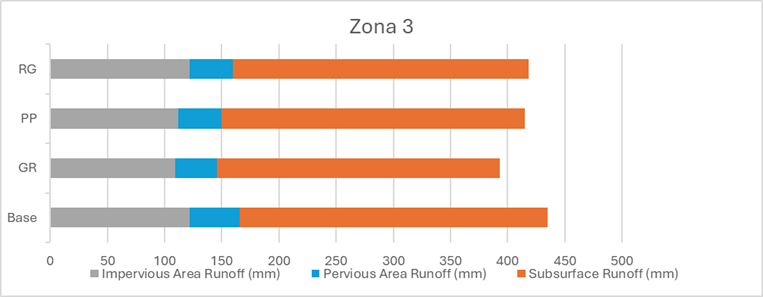 Zona 3
RG
PP
GR
Base
0 50 100 150 200 250 300 350 400 450 500
Impervious Area Runoff (mm) Pervious Area Runoff (mm) Subsurface Runoff (mm)